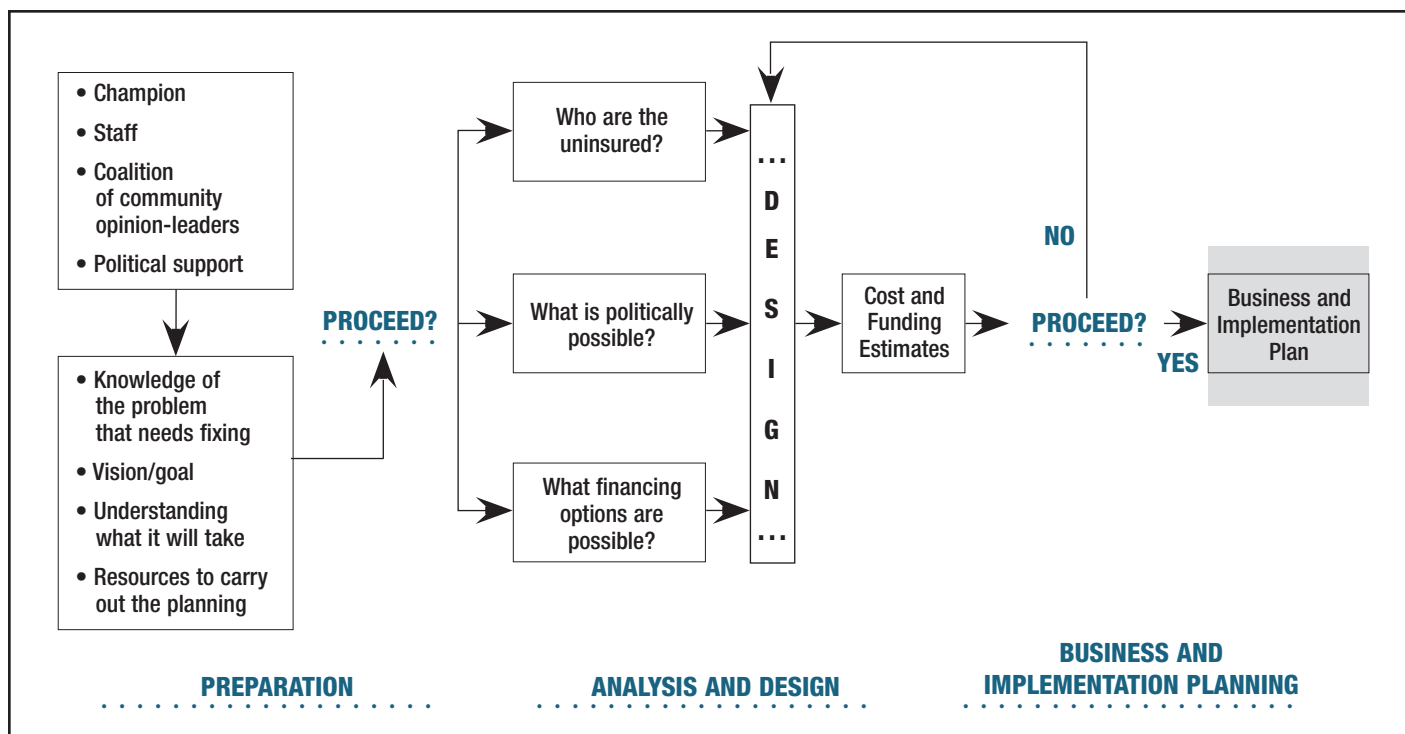 • Champion
• Staff
• Coalition
of community
opinion-leaders
• Political support
• Knowledge of
the problem
that needs fixing
• Vision/goal
• Understanding
what it will take
• Resources to carry
out the planning
PROCEED?
Who are the
uninsured?
What is politically
possible?
What financing
options are
possible?
...
D
E
S
I
G
N
...
Cost and
Funding
Estimates
NO
PROCEED?
YES
Business and
Implementation
Plan
PREPARATION
ANALYSIS AND DESIGN
BUSINESS AND
IMPLEMENTATION PLANNING